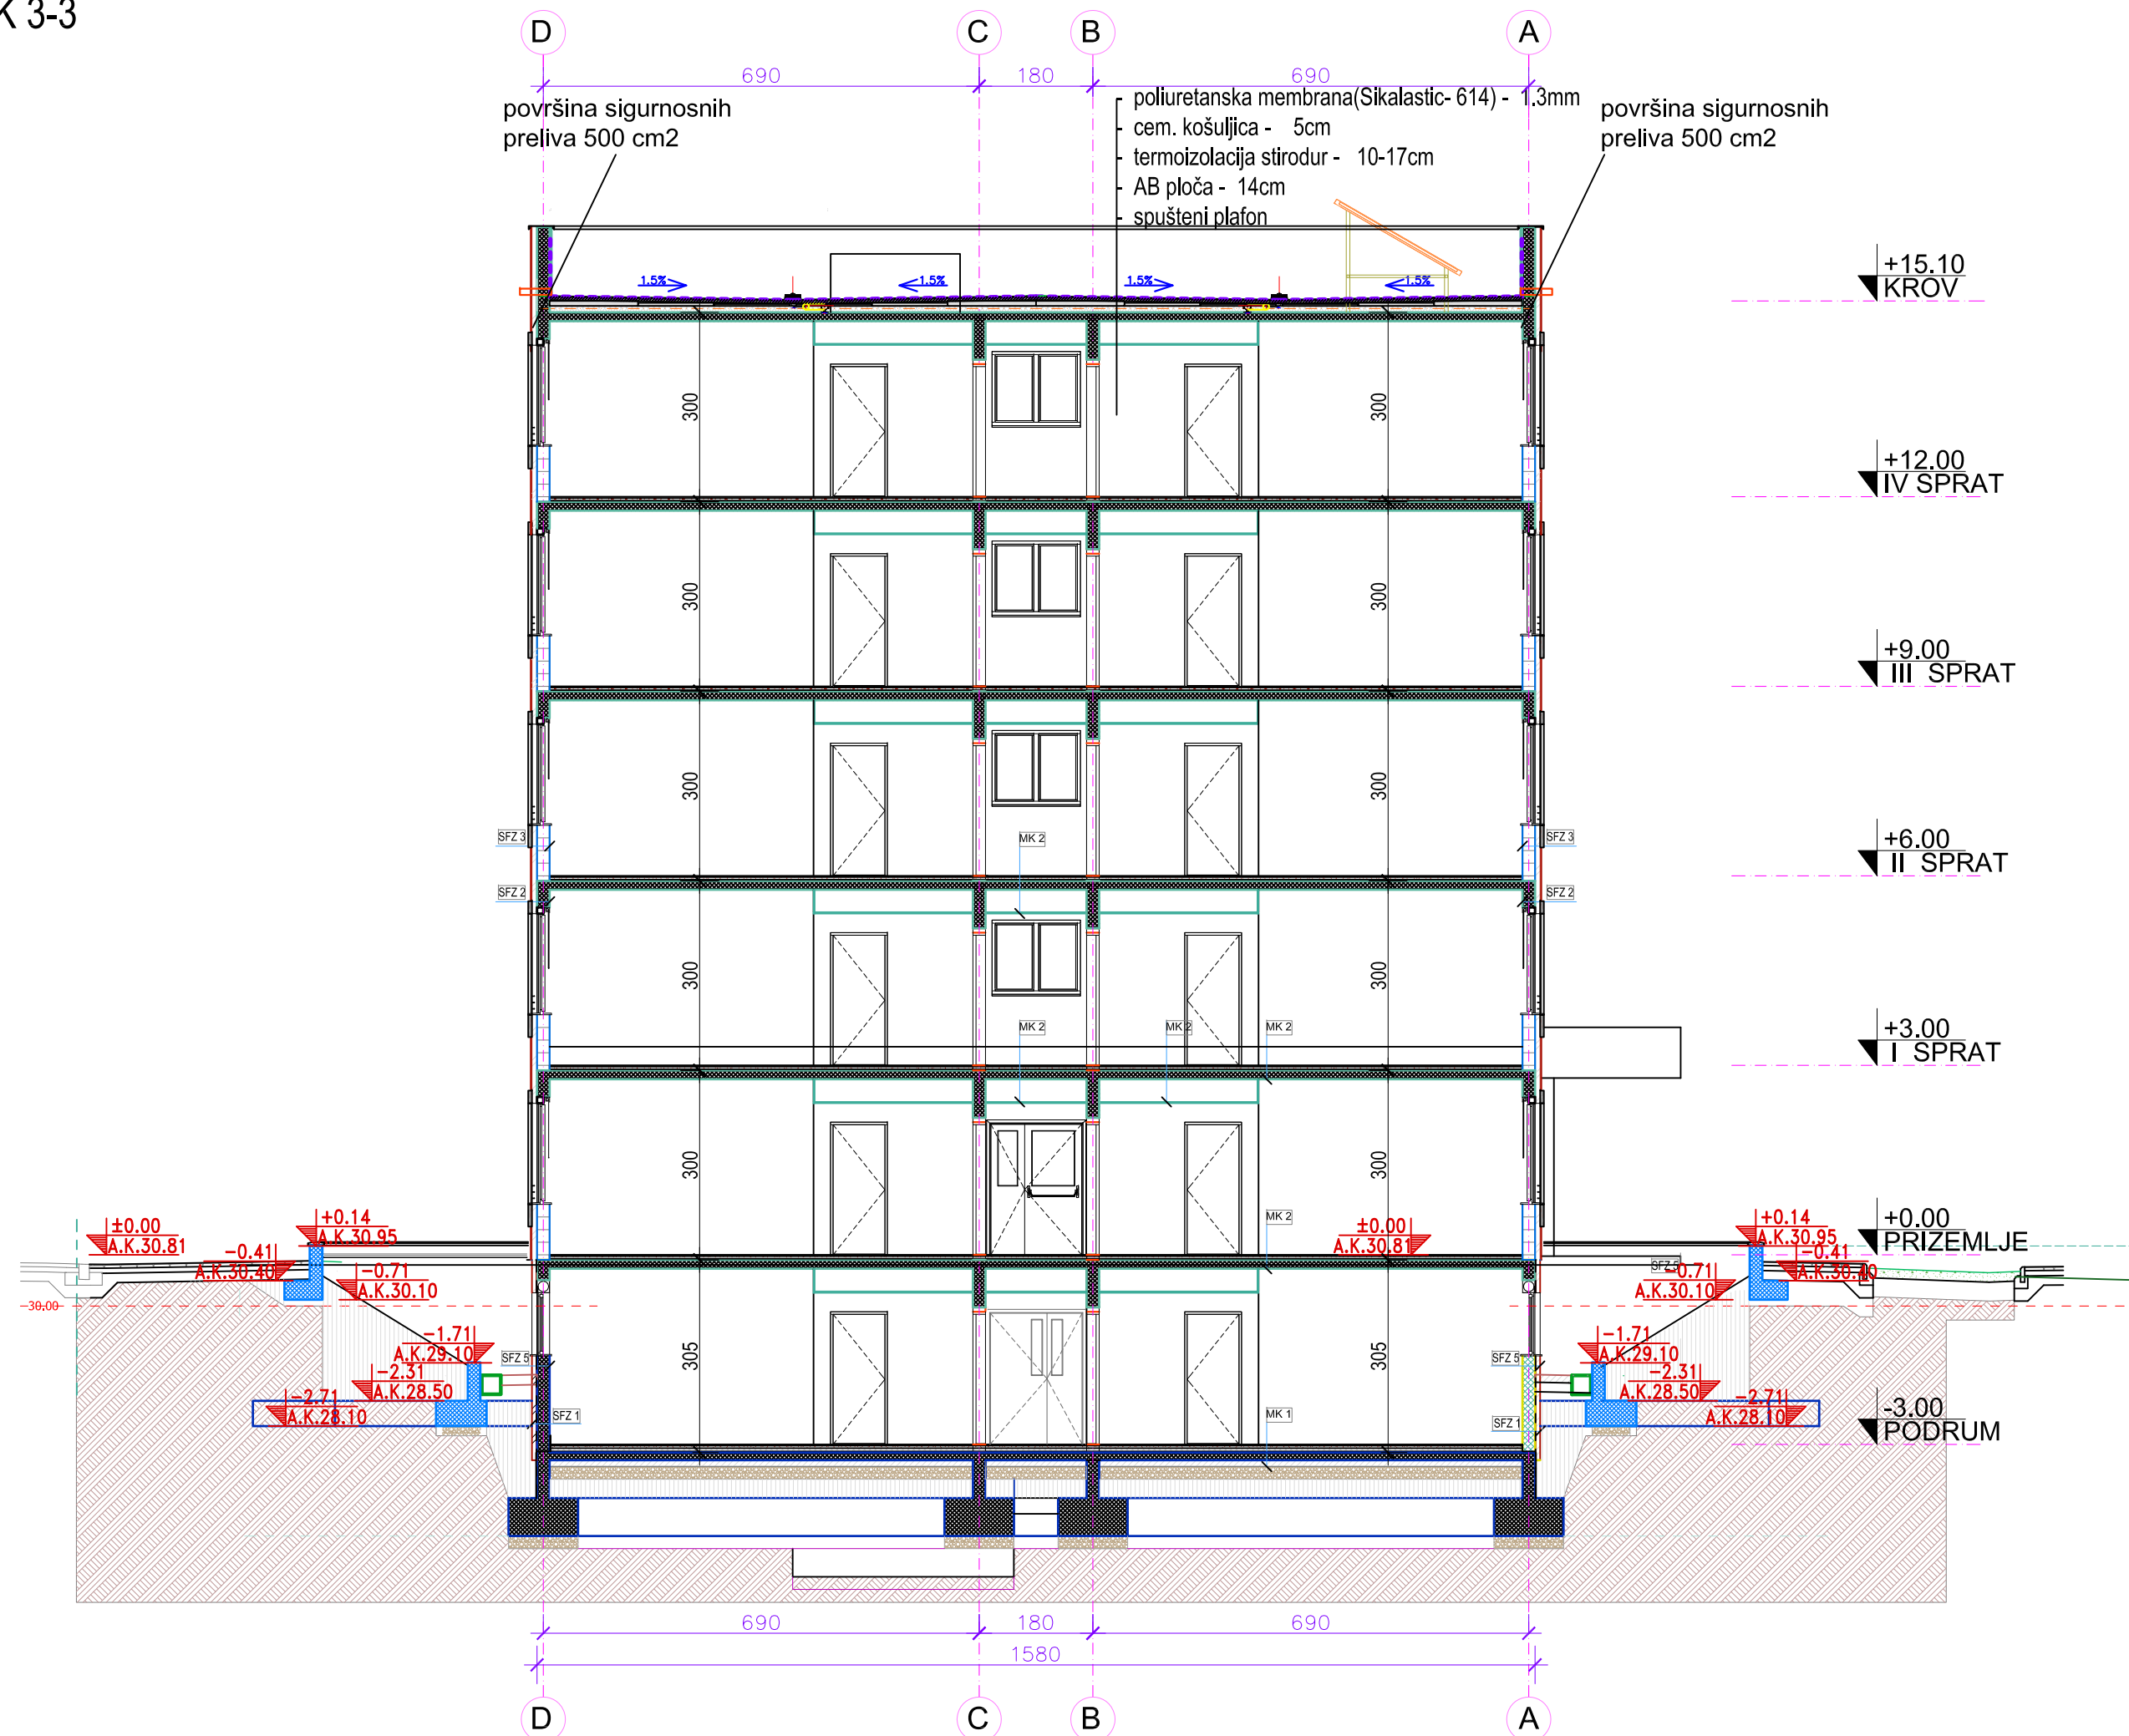 K 3-3
D
C
B
A
690
180
690
površina sigurnosnih
preliva 500 cm2
poliuretanska membrana(Sikalastic- 614) - 1.3mm
cem. košuljica - 5cm
termoizolacija stirodur - 10-17cm
AB ploča - 14cm
spušteni plafon
površina sigurnosnih
preliva 500 cm2
1.5%
1.5%
1.5%
1.5%
+15.10
KROV
300
300
+12.00
IV SPRAT
300
300
+9.00
III SPRAT
300
300
SFZ 3
MK 2
SFZ 3
+6.00
II SPRAT
SFZ 2
SFZ 2
300
300
MK 2
MK 2
MK 2
+3.00
I SPRAT
300
300
±0.00
A.K.30.81
+0.14
A.K.30.95
-0.41
A.K.30.40
-0.71
A.K.30.10
MK 2
±0.00
A.K.30.81
+0.14
A.K.30.95
-0.41
A.K.30.40
-0.71
A.K.30.10
SFZ 5
+0.00
PRIZEMLJE
30,00
-1.71
A.K.29.10
-2.31
A.K.28.50
-2.71
A.K.28.10
SFZ 5
SFZ 1
305
305
MK 1
SFZ 5
SFZ 1
-1.71
A.K.29.10
-2.31
A.K.28.50
-2.71
A.K.28.10
-3.00
PODRUM
690
180
690
1580
D
C
B
A